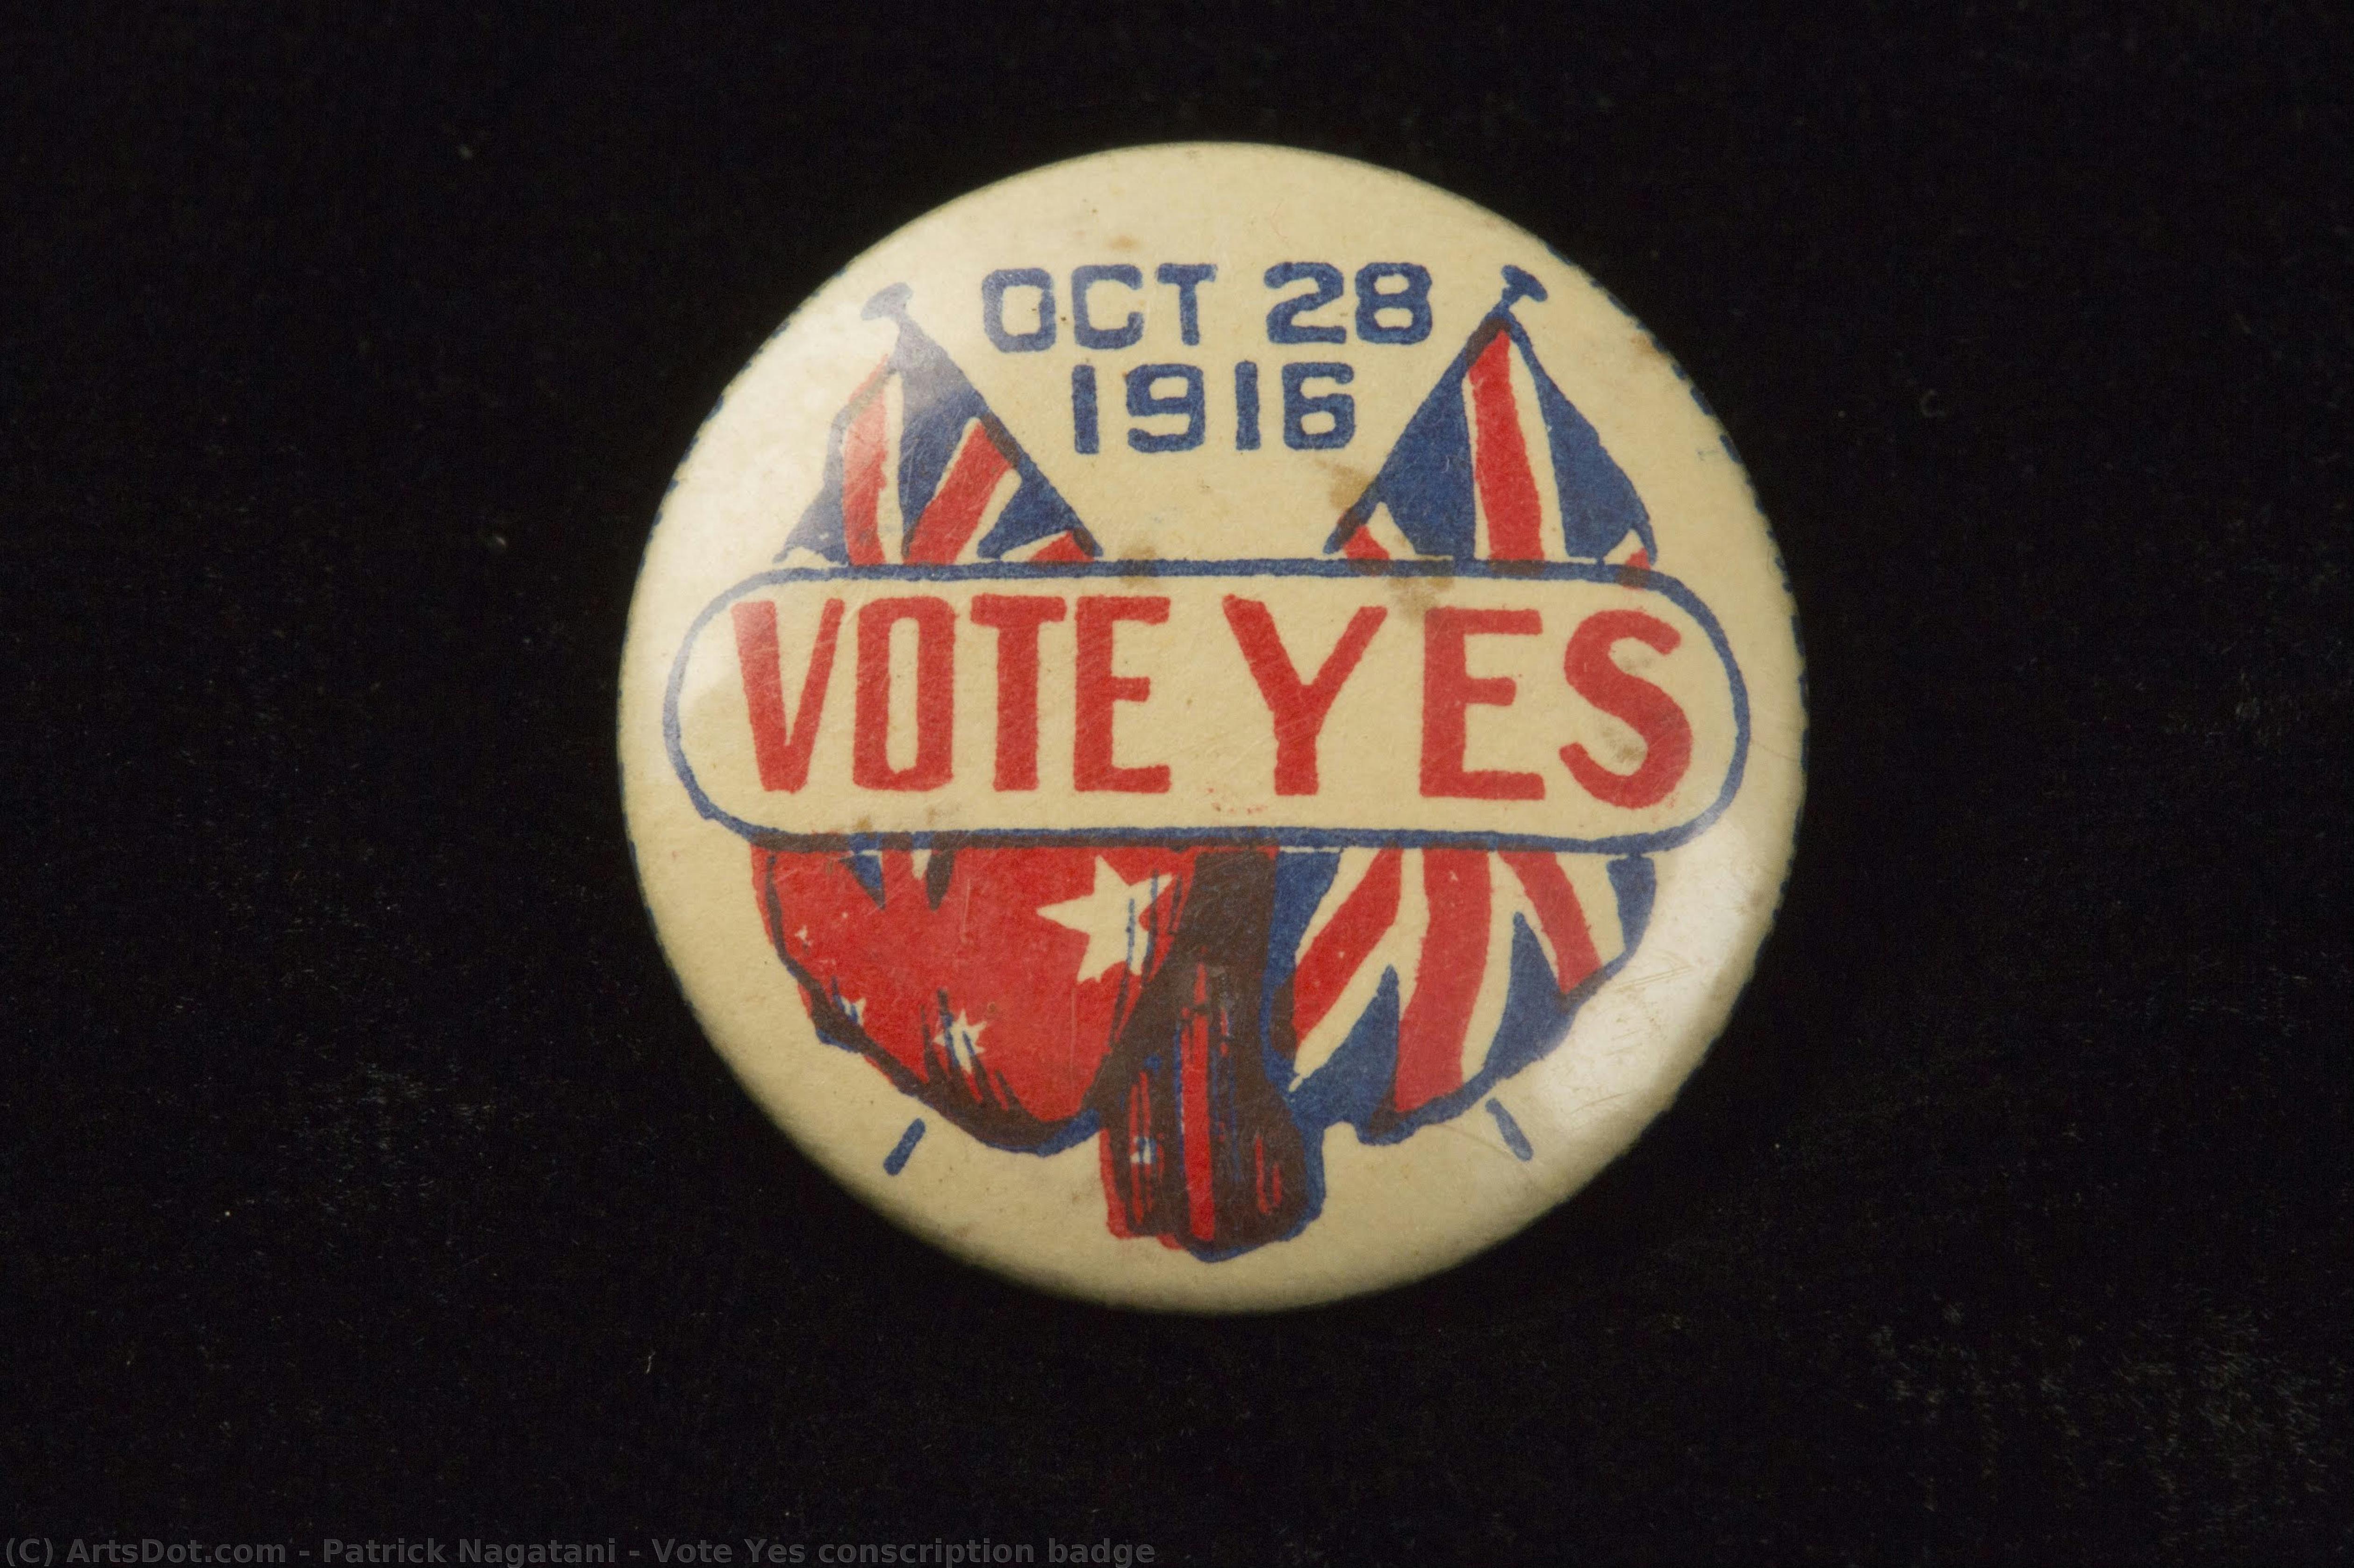 OCT 28
1916
VOTE YES
(C) ArtsDot.com - Patrick Nagatani - Vote Yes conscription badge